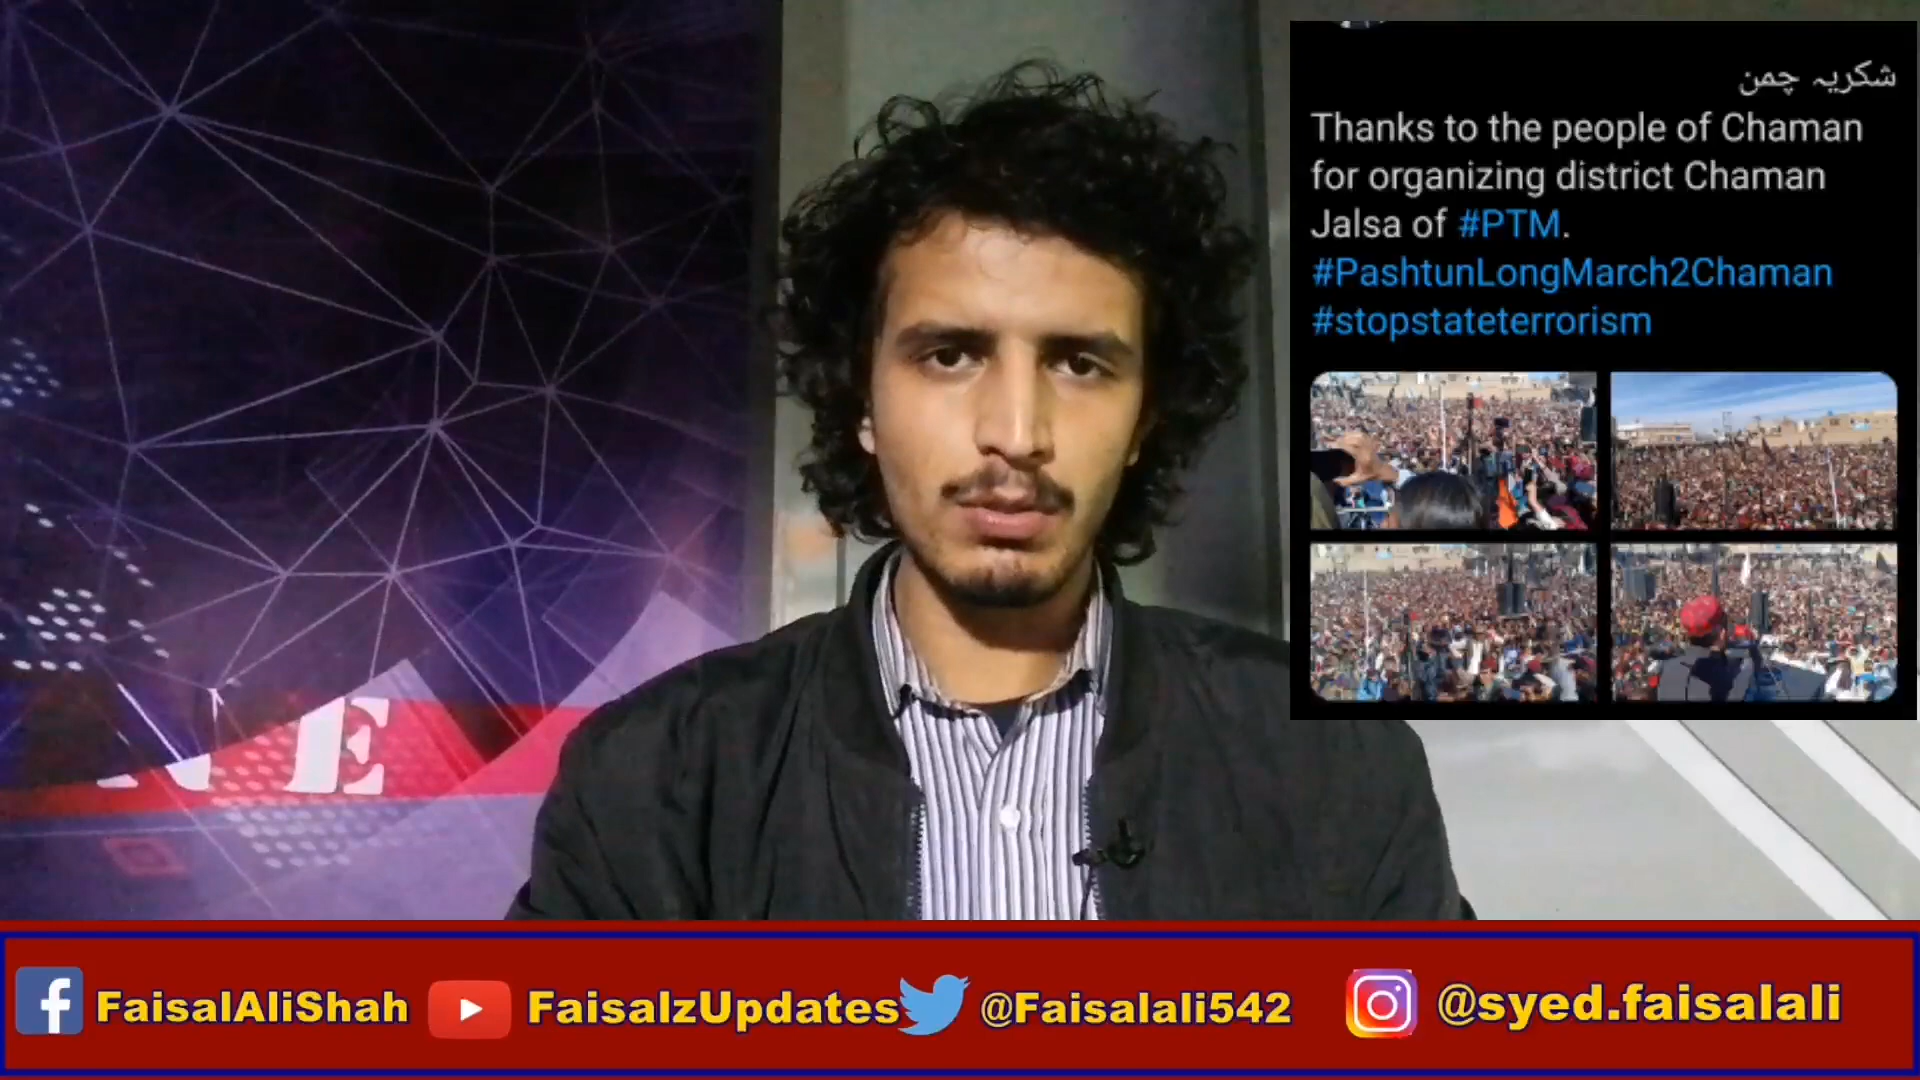 شکریہ چمن
Thanks to the people of Chaman
for organizing district Chaman
Jalsa of #PTM.
#PashtunLongMarch2Chaman
#stopstateterrorism
NE
FaisalAliShah
FaisalzUpdates
@Faisalali542
@syed.faisalali